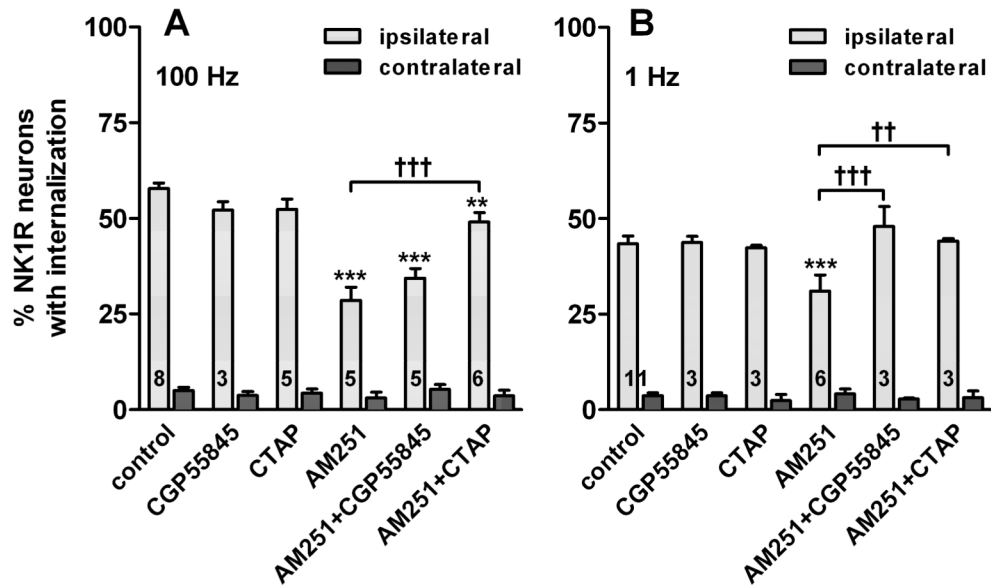 % NK1R neurons
with internalization
A
100 Hz
ipsilateral
contralateral
100
75
50
25
0
†††
**
***
***
8
3
5
5
5
6
control
CGP55845
CTAP
AM251
AM251+CGP55845
AM251+CTAP
B
1 Hz
ipsilateral
contralateral
100
75
50
25
0
††
†††
***
11
3
3
6
3
3
control
CGP55845
CTAP
AM251
AM251+CGP55845
AM251+CTAP